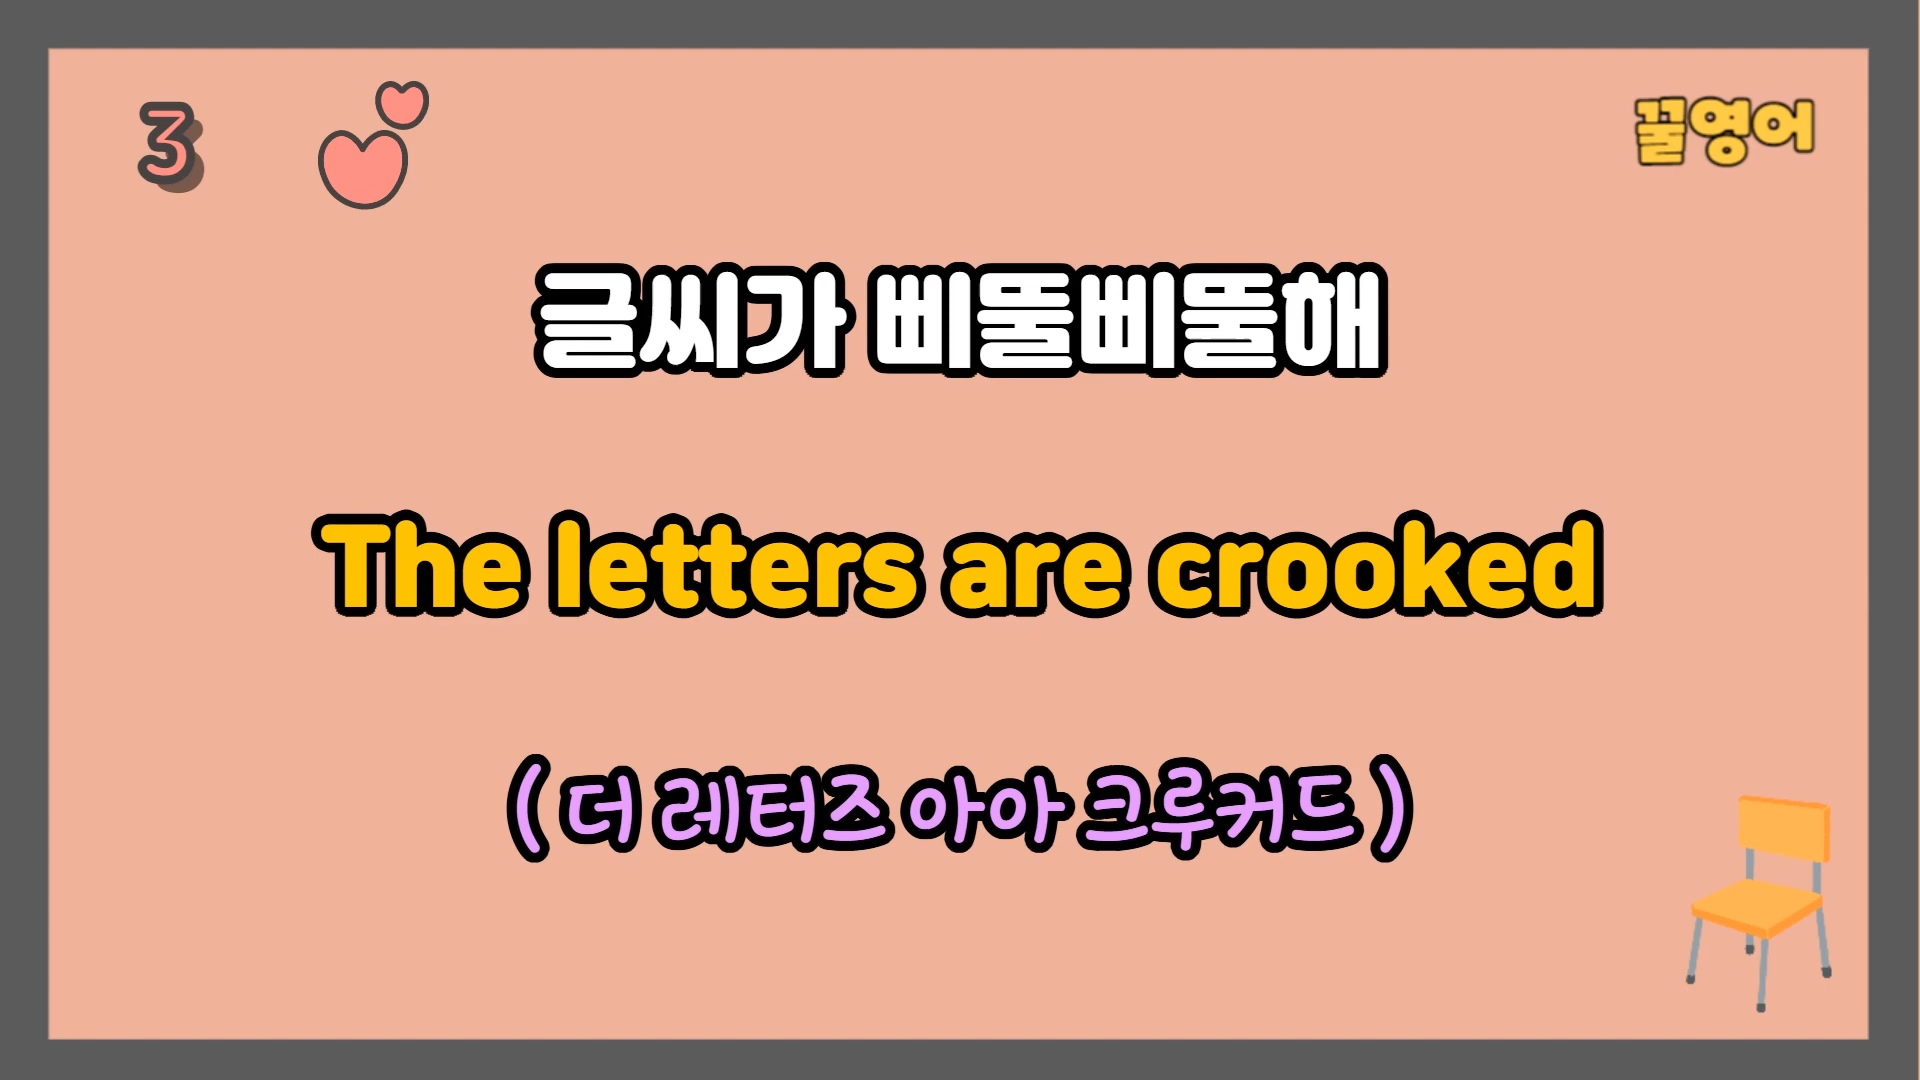 3
꿀영어
글씨가 삐뚤삐뚤해
The letters are crooked
( 더 레터즈 아아 크루커드 )